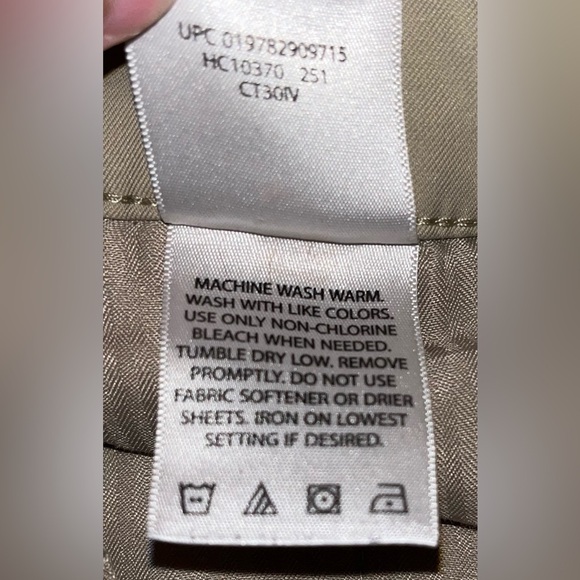 UPC 019782909715
HC10370 251
CT30IV
MACHINE WASH WARM.
WASH WITH LIKE COLORS.
USE ONLY NON-CHLORINE
BLEACH WHEN NEEDED.
TUMBLE DRY LOW. REMOVE
PROMPTLY. DO NOT USE
FABRIC SOFTENER OR DRIER
SHEETS. IRON ON LOWEST
SETTING IF DESIRED.